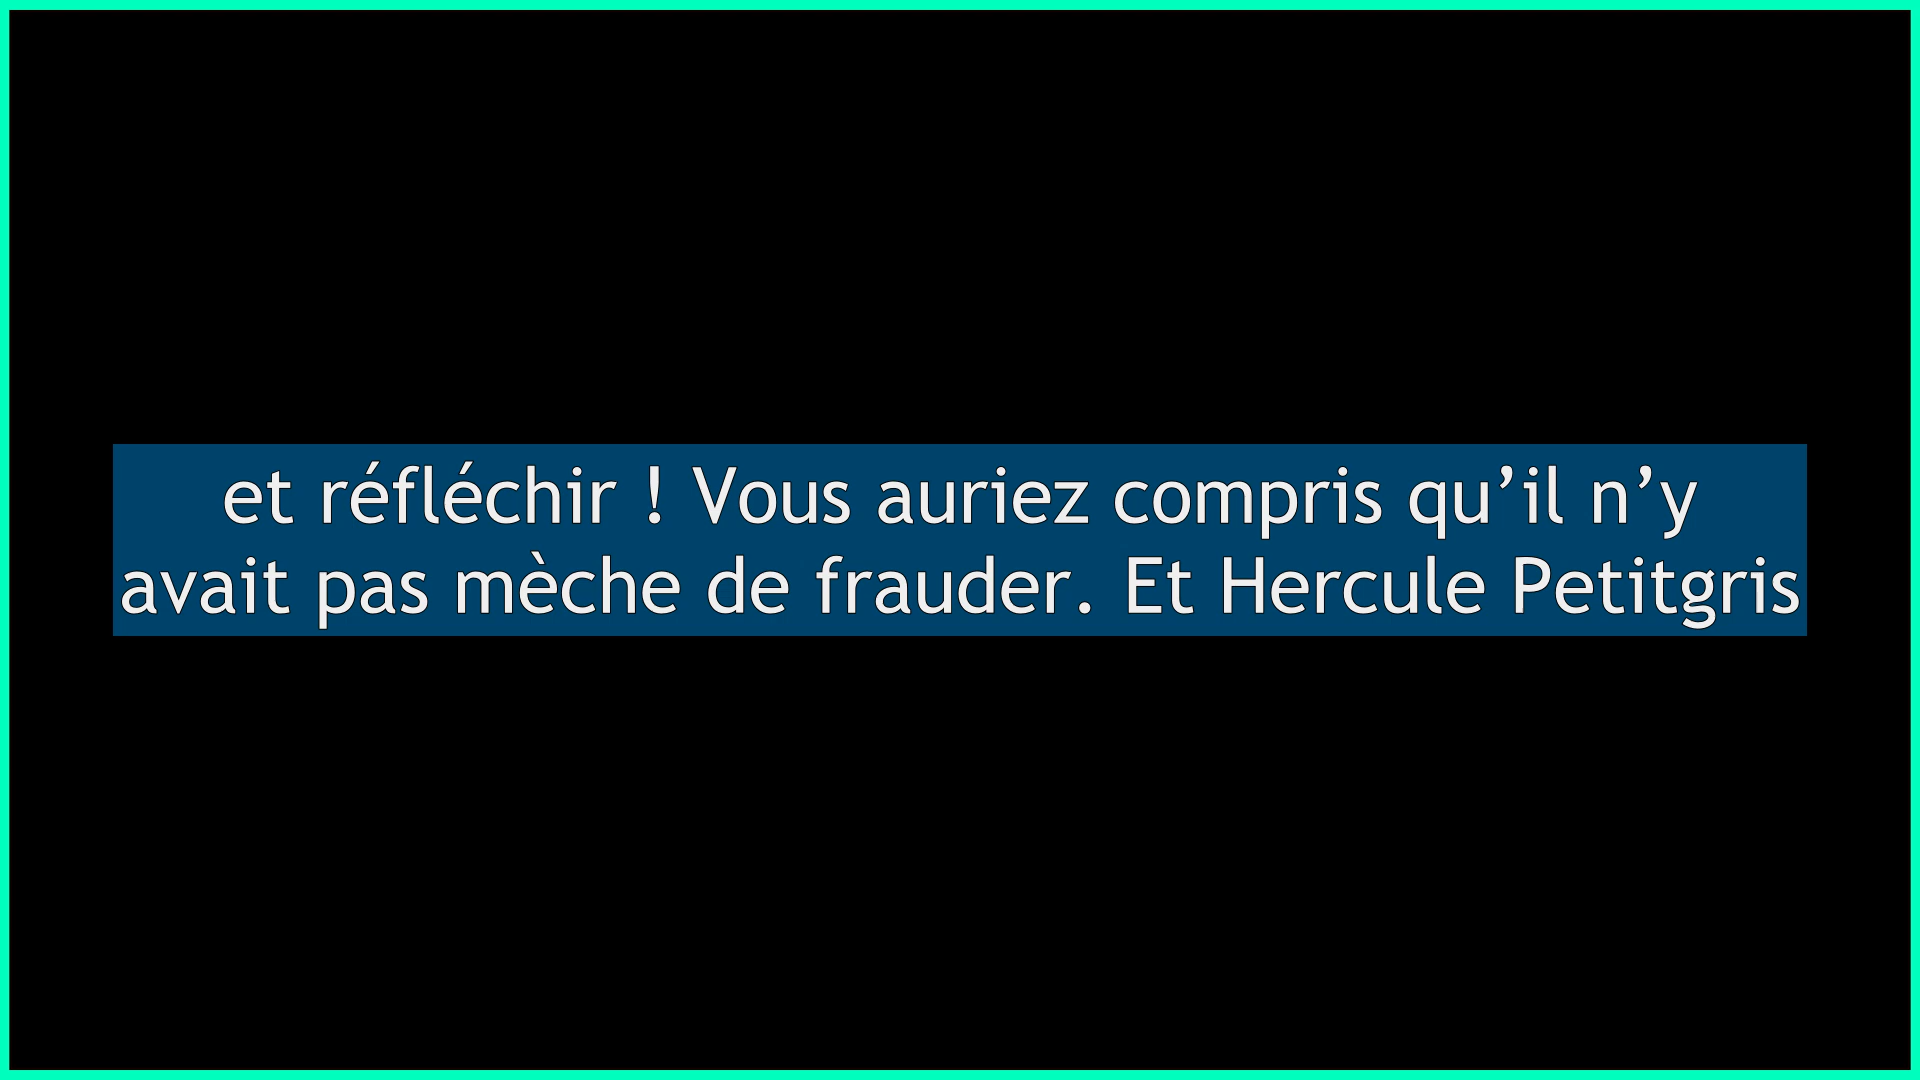 et réfléchir ! Vous auriez compris qu’il n’y
avait pas mèche de frauder. Et Hercule Petitgris